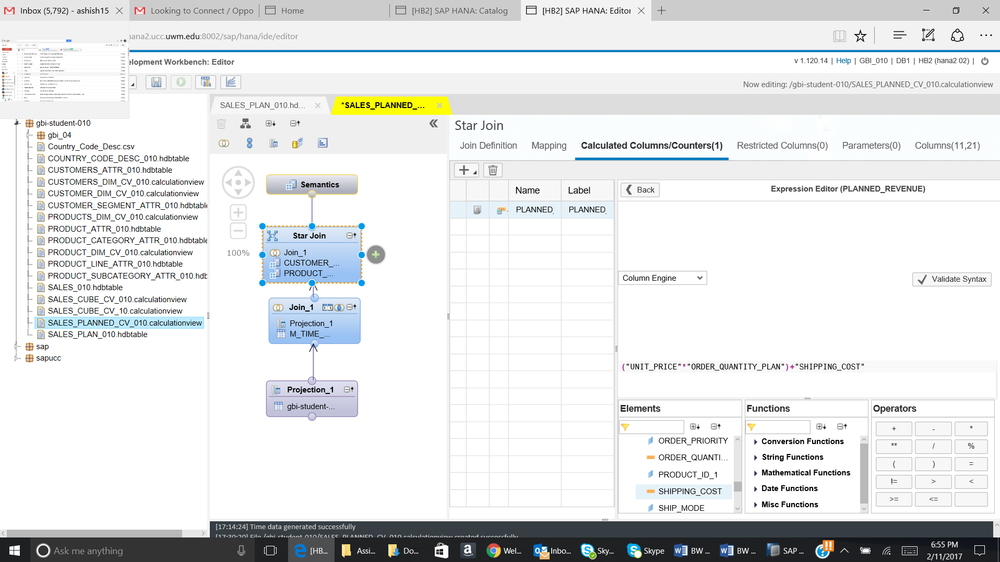 Inbox (5,792) - ashish15
Looking to Connect / Oppo
Home
[HB2] SAP HANA: Catalog
[HB2] SAP HANA: Editor
hana2.ucc.uwm.edu:8002/sap/hana/ide/editor
elopment Workbench: Editor
v 1.120.14 | Help | GBI_010 | DB1 | HB2 (hana2 02) |
Now editing: /gbi-student-010/SALES_PLANNED_CV_010.calculationview
SALES_PLAN_010.hd...
*SALES_PLANNED_...
gbi-student-010
gbi_04
Country_Code_Desc.csv
COUNTRY_CODE_DESC_010.hdbtable
CUSTOMERS_ATTR_010.hdbtable
CUSTOMERS_DIM_CV_010.calculationview
CUSTOMER_DIM_CV_010.calculationview
CUSTOMER_SEGMENT_ATTR_010.hdbtable
PRODUCTS_DIM_CV_010.calculationview
PRODUCT_ATTR_010.hdbtable
PRODUCT_CATEGORY_ATTR_010.hdbtable
PRODUCT_DIM_CV_010.calculationview
PRODUCT_LINE_ATTR_010.hdbtable
PRODUCT_SUBCATEGORY_ATTR_010.hdb
SALES_010.hdbtable
SALES_CUBE_CV_010.calculationview
SALES_CUBE_CV_10.calculationview
SALES_PLANNED_CV_010.calculationview
SALES_PLAN_010.hdbtable
sap
sapucc
100%
Semantics
Star Join
Join_1
CUSTOMER_...
PRODUCT_...
Join_1
Projection_1
M_TIME_...
Projection_1
gbi-student-...
Star Join
Join Definition
Mapping
Calculated Columns/Counters(1)
Restricted Columns(0)
Parameters(0)
Columns(11,21)
Name
Label
PLANNED_
PLANNED_
Back
Expression Editor (PLANNED_REVENUE)
Column Engine
Validate Syntax
("UNIT_PRICE"*"ORDER_QUANTITY_PLAN")+"SHIPPING_COST"
Elements
ORDER_PRIORITY
ORDER_QUANTI...
PRODUCT_ID_1
SHIPPING_COST
SHIP_MODE
Functions
Conversion Functions
String Functions
Mathematical Functions
Date Functions
Misc Functions
Operators
+ - *
** / %
( ) =
!= > <
>= <=
[17:14:24] Time data generated successfully
[17:30:20] File /gbi-student-010/SALES_PLANNED_CV_010.calculationview created successfully
Ask me anything
[HB...
Assi...
Do...
Wel...
Inbo...
Sky...
Skype
BW ...
BW ...
SAP ...
6:55 PM
2/11/2017